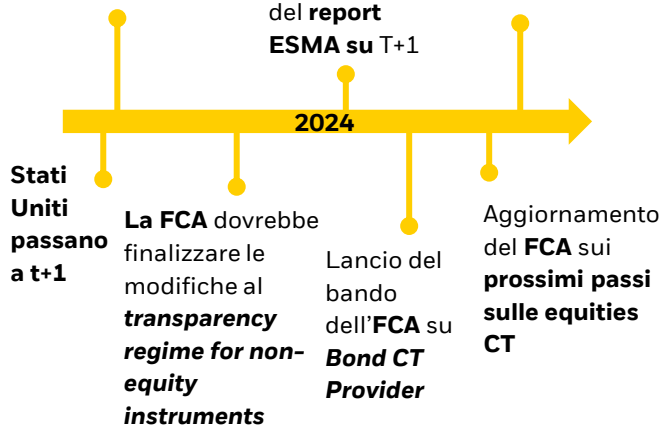 del report
ESMA su T+1
2024
Stati
Uniti
passano
a t+1
La FCA dovrebbe
finalizzare le
modifiche al
transparency
regime for non-
equity
instruments
Lancio del
bando
dell'FCA su
Bond CT
Provider
Aggiornamento
del FCA sui
prossimi passi
sulle equities
CT